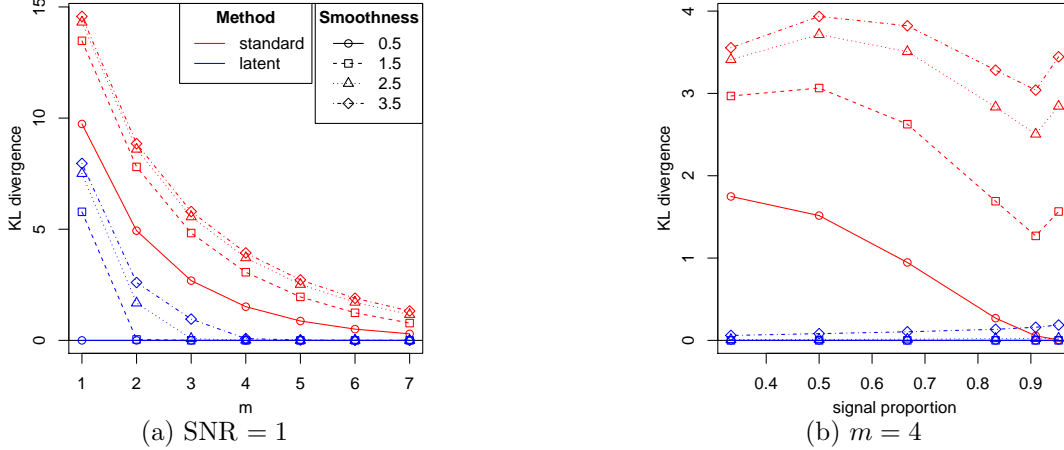 KL divergence
15
10
5
0
1 2 3 4 5 6 7
m
Method
standard
latent
Smoothness
0.5
1.5
2.5
3.5
(a) SNR = 1
KL divergence
4
3
2
1
0
0.4 0.5 0.6 0.7 0.8 0.9
signal proportion
(b) m = 4